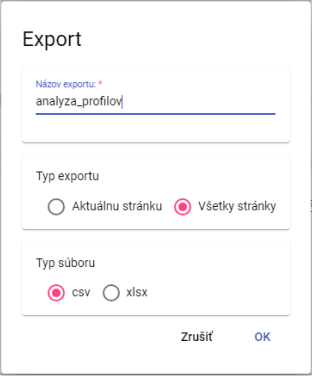 Export
Názov exportu: *
analyza_profilov
Typ exportu
Aktuálnu stránku Všetky stránky
Typ súboru
csv xlsx
Zrušiť OK